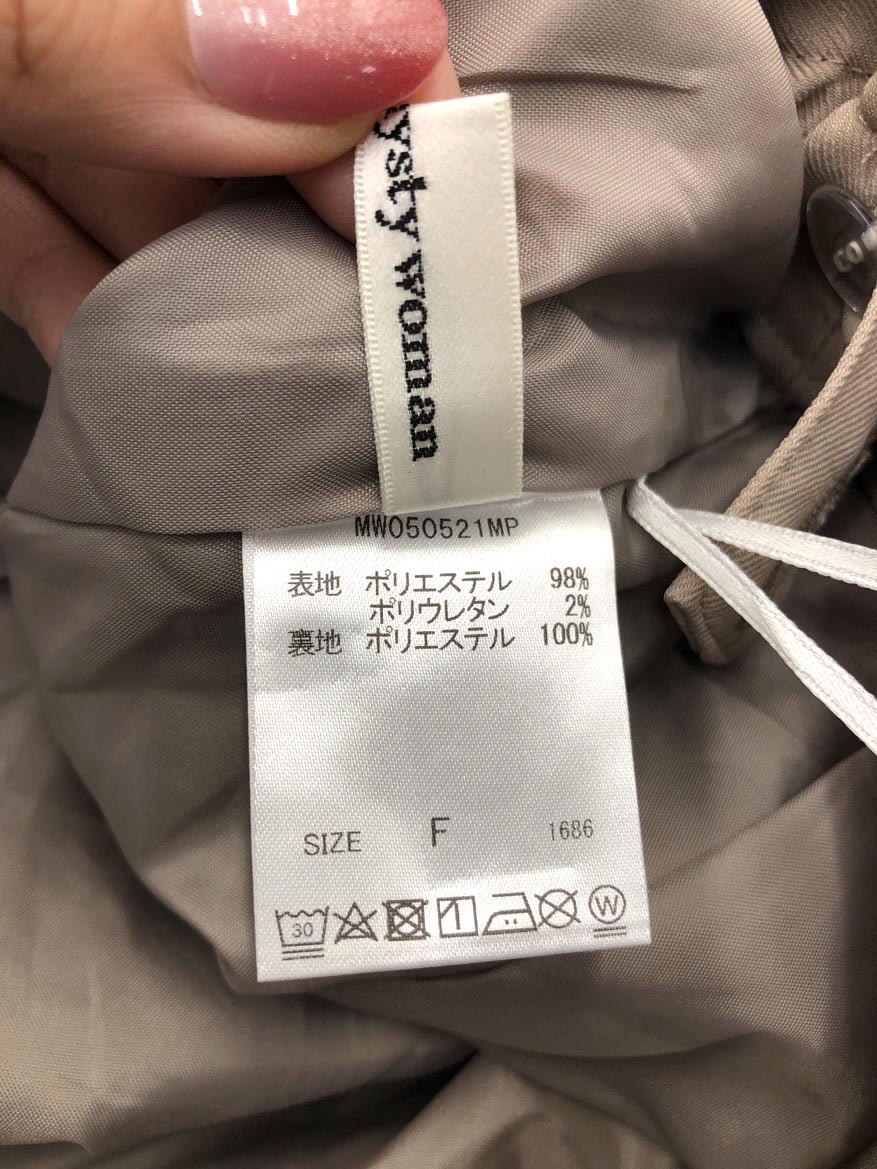 ysty woman
MW050521MP
表地 ポリエステル 98%
ポリウレタン 2%
裏地 ポリエステル 100%
SIZE F 1686
30
W